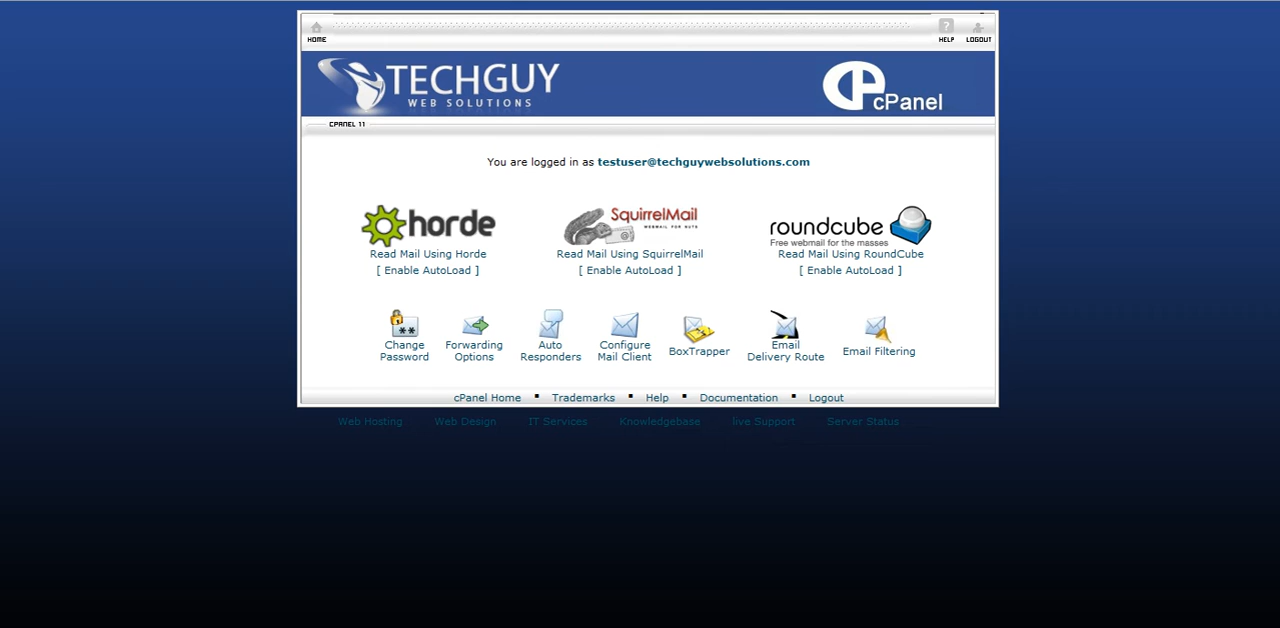 HOME
?
HELP
LOGOUT
TECHGUY
WEB SOLUTIONS
cPanel
CPANEL 11
You are logged in as testuser@techguywebsolutions.com
horde
SquirrelMail
WEBMAIL FOR NUTS
roundcube
Free webmail for the masses
Read Mail Using Horde
Read Mail Using SquirrelMail
Read Mail Using RoundCube
[ Enable AutoLoad ]
[ Enable AutoLoad ]
[ Enable AutoLoad ]
Change
Password
Forwarding
Options
Auto
Responders
Configure
Mail Client
BoxTrapper
Email
Delivery Route
Email Filtering
cPanel Home ▪ Trademarks ▪ Help ▪ Documentation ▪ Logout
Web Hosting Web Design IT Services Knowledgebase live Support Server Status